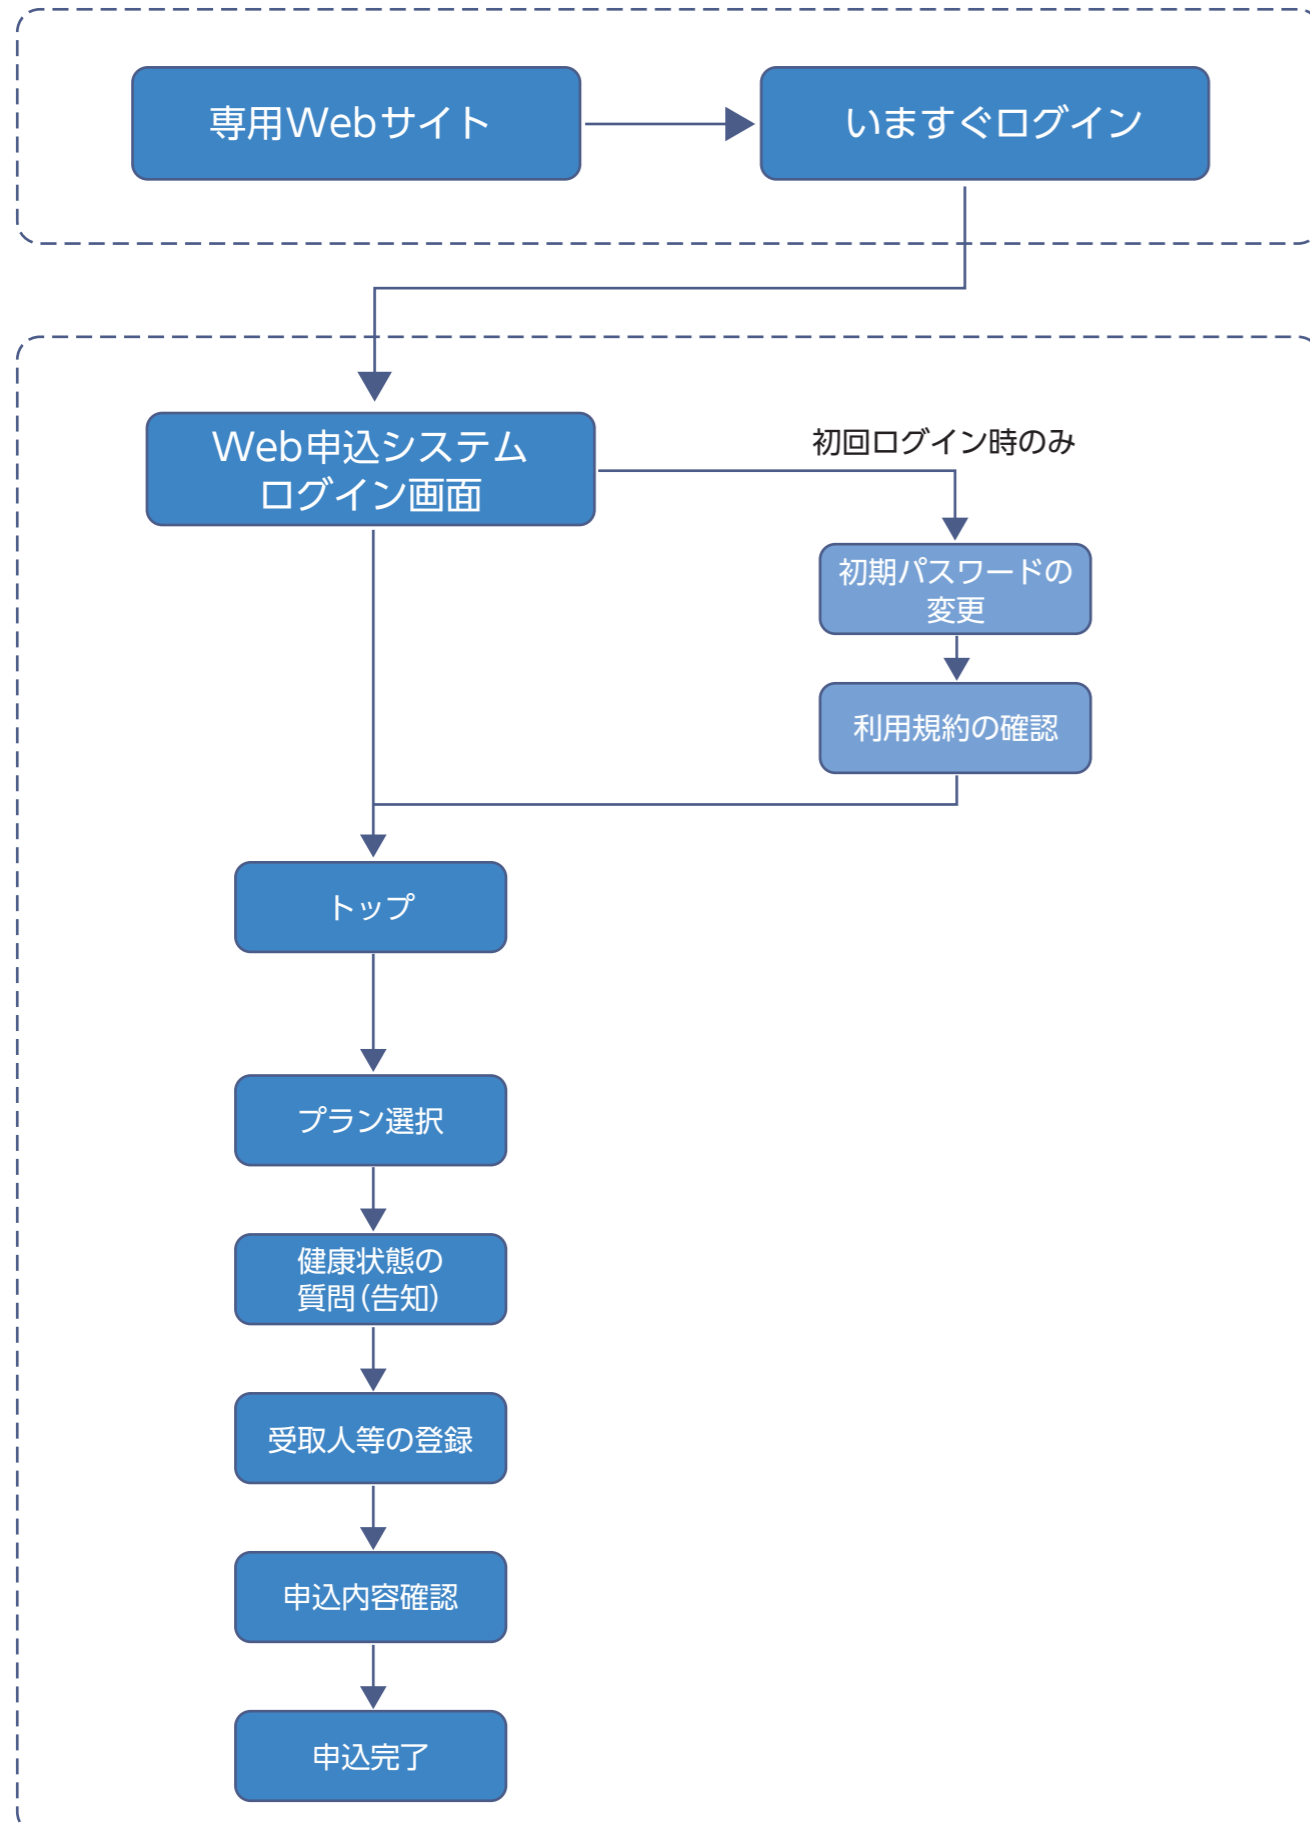 専用Webサイト
いますぐログイン
Web申込システム
ログイン画面
初回ログイン時のみ
初期パスワードの
変更
利用規約の確認
トップ
プラン選択
健康状態の
質問(告知)
受取人等の登録
申込内容確認
申込完了